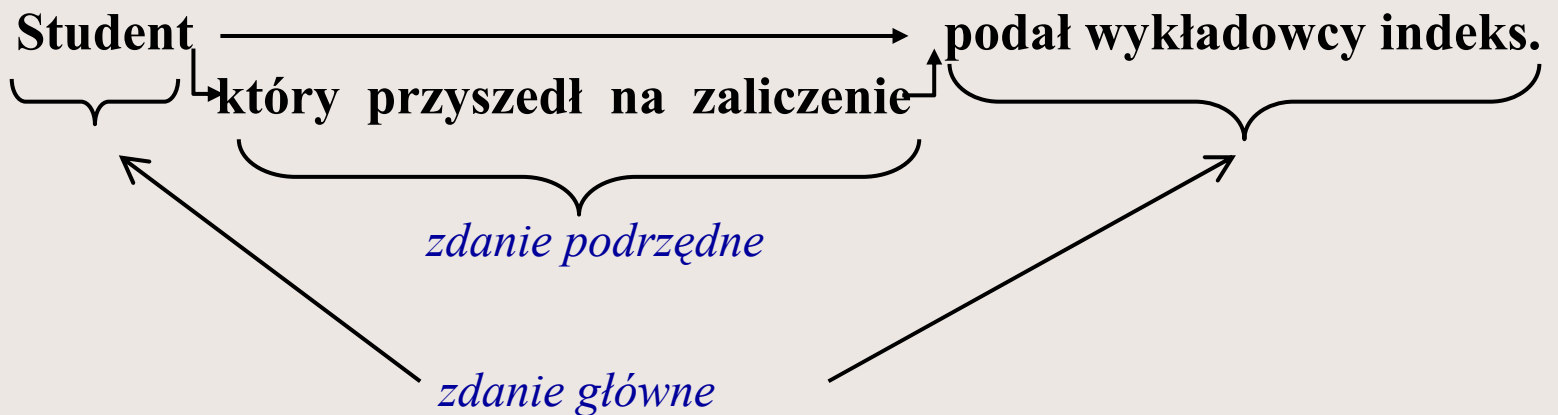 Student podał wykładowcy indeks.
który przyszedł na zaliczenie
zdanie podrzędne
zdanie główne